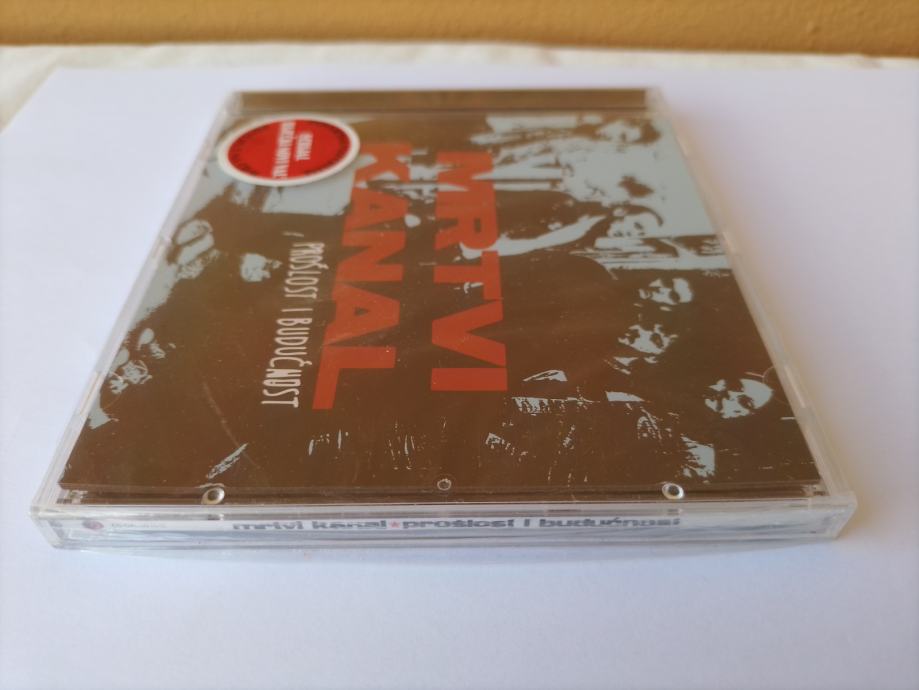 MRTVI
KANAL
PROŠLOST I BUDUĆNOST
mrtvi kanal★prošlost i budućnost